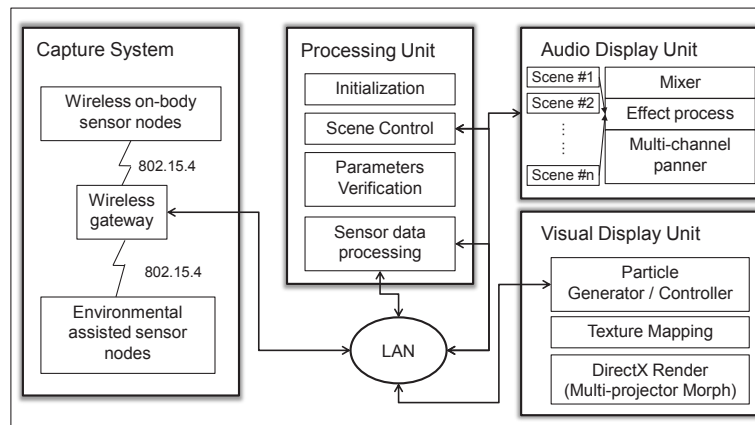 Capture System
Wireless on-body
sensor nodes
802.15.4
Wireless
gateway
802.15.4
Environmental
assisted sensor
nodes
Processing Unit
Initialization
Scene Control
Parameters
Verification
Sensor data
processing
LAN
Audio Display Unit
Scene #1
Scene #2
Scene #n
Mixer
Effect process
Multi-channel
panner
Visual Display Unit
Particle
Generator / Controller
Texture Mapping
DirectX Render
(Multi-projector Morph)